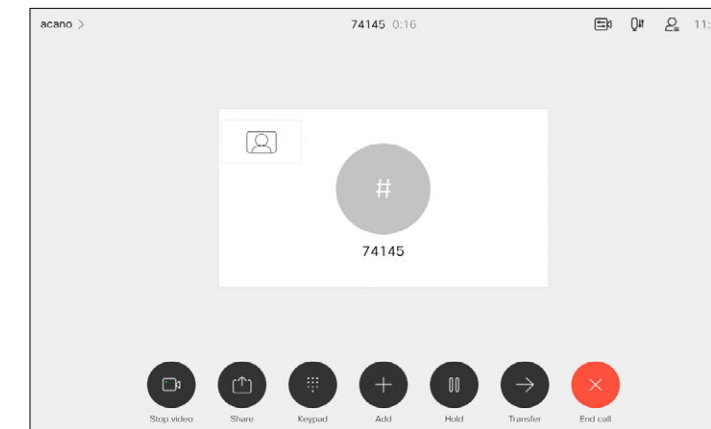 acano >
74145 0:16
11:
#
74145
Stop video Share Keypad Add Hold Transfer End call